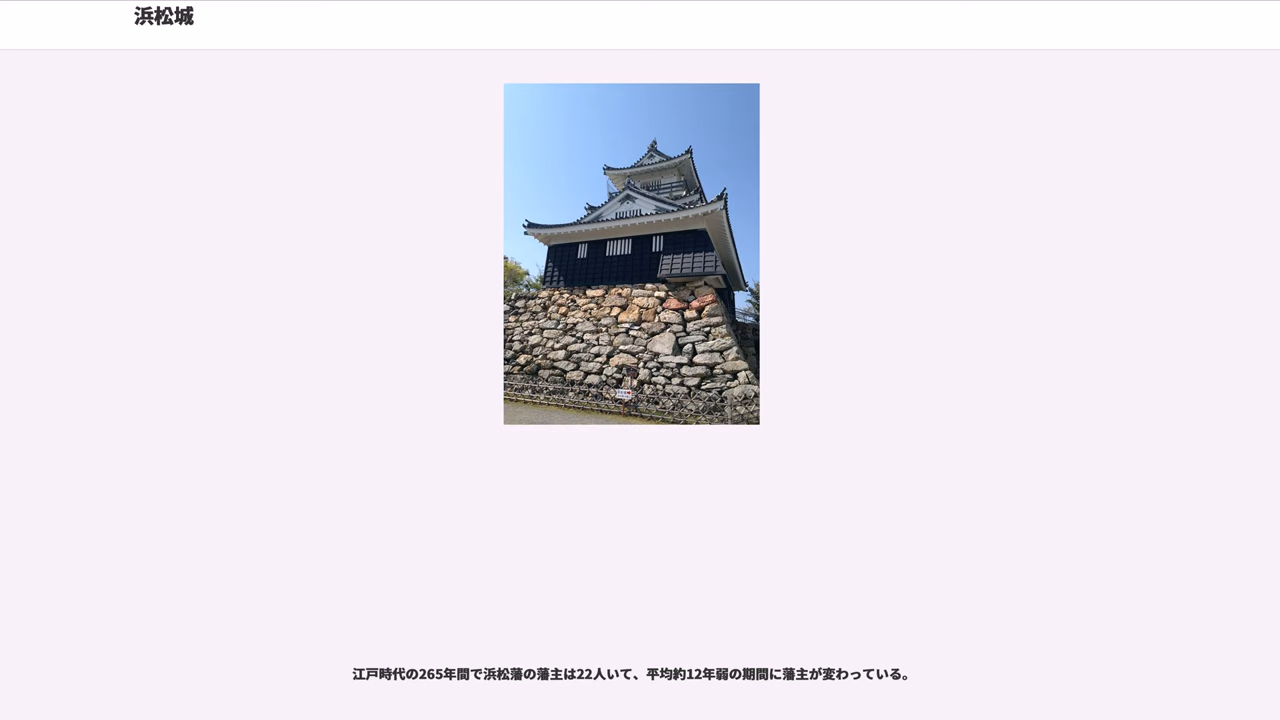 浜松城
江戸時代の265年間で浜松藩の藩主は22人いて、平均約12年弱の期間に藩主が変わっている。